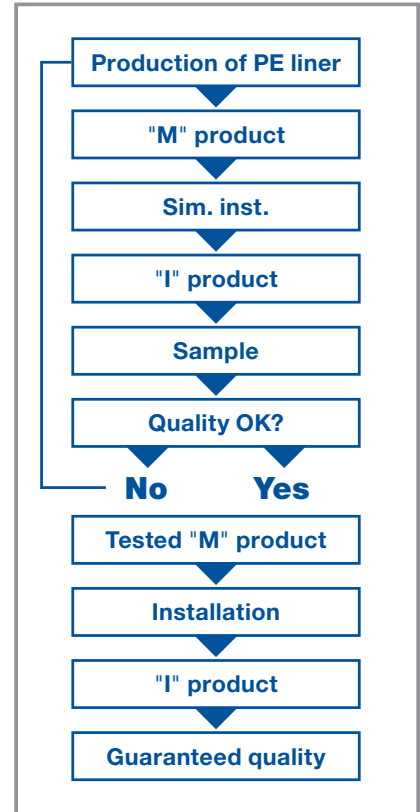 Production of PE liner
"M" product
Sim. inst.
"I" product
Sample
Quality OK?
No Yes
Tested "M" product
Installation
"I" product
Guaranteed quality